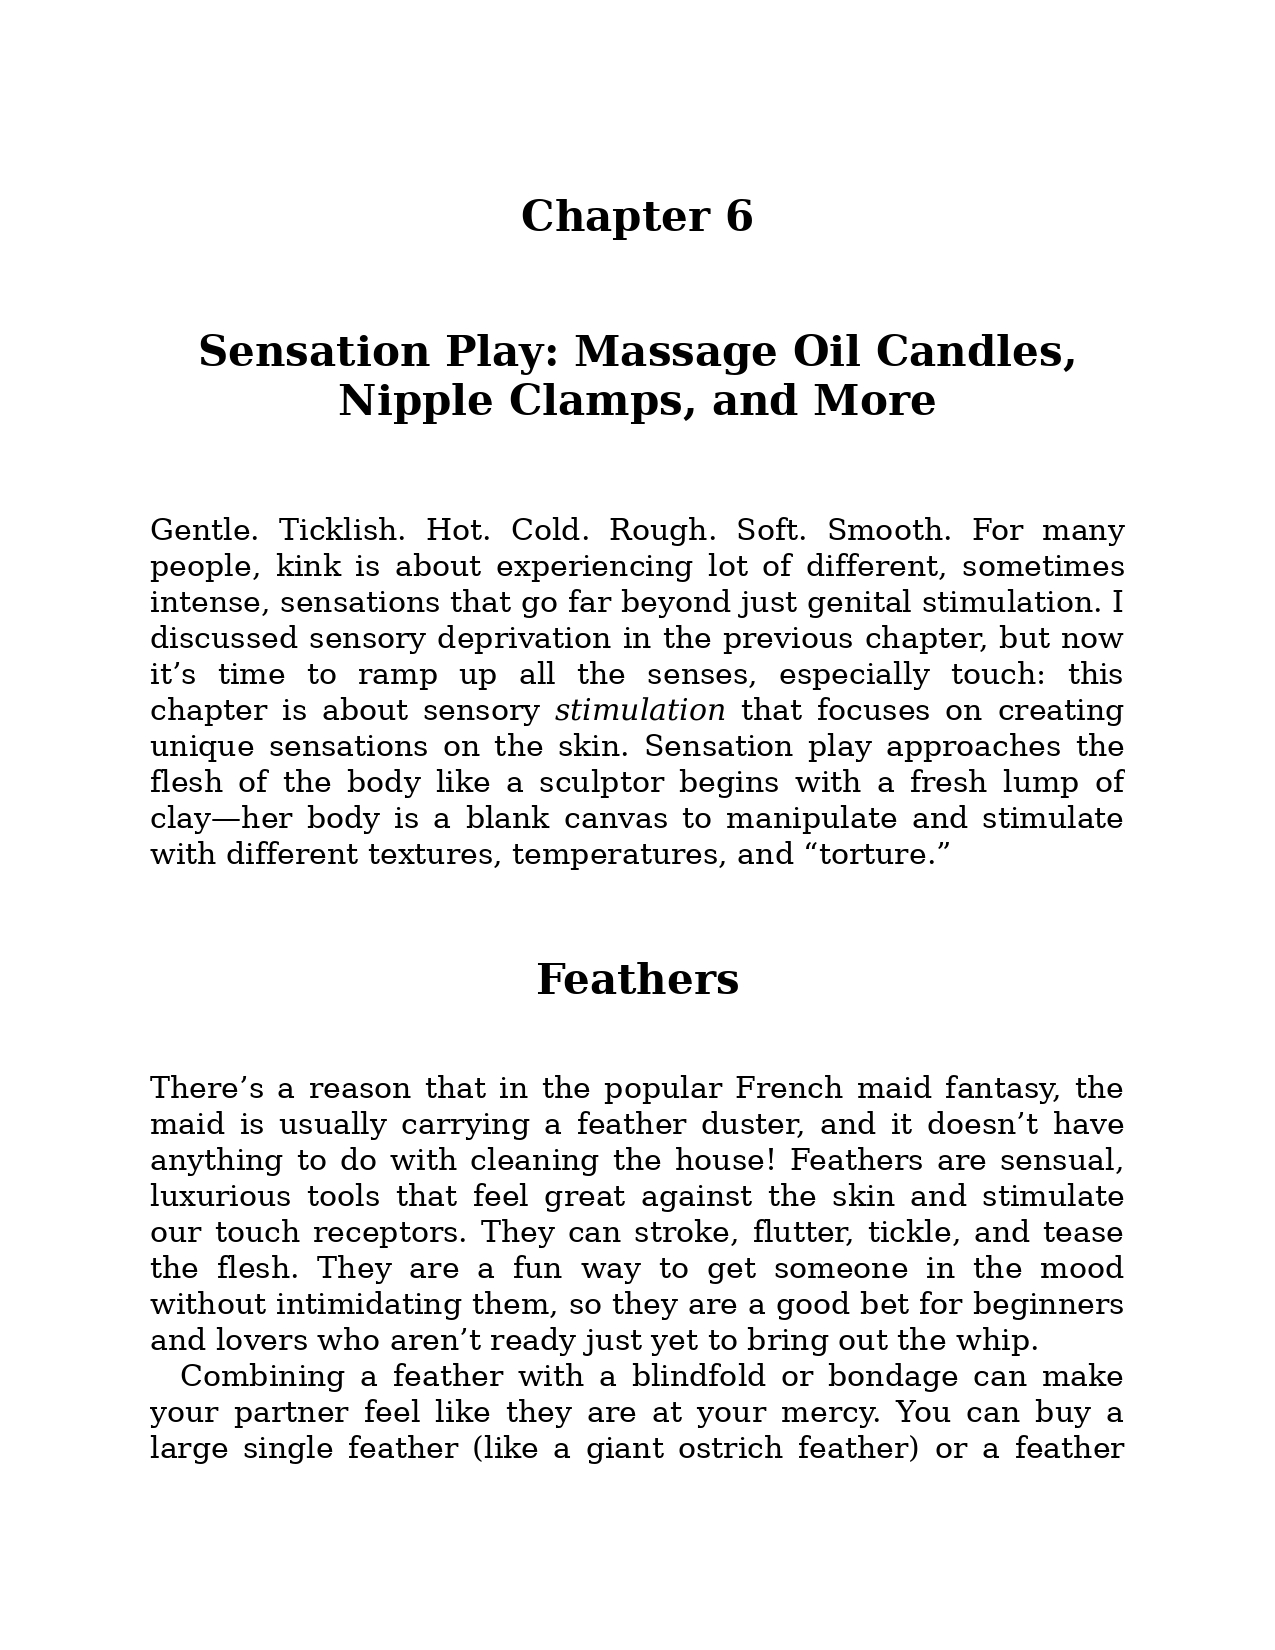 Chapter 6
Sensation Play: Massage Oil Candles,
Nipple Clamps, and More
Gentle. Ticklish. Hot. Cold. Rough. Soft. Smooth. For many
people, kink is about experiencing lot of different, sometimes
intense, sensations that go far beyond just genital stimulation. I
discussed sensory deprivation in the previous chapter, but now
it’s time to ramp up all the senses, especially touch: this
chapter is about sensory stimulation that focuses on creating
unique sensations on the skin. Sensation play approaches the
flesh of the body like a sculptor begins with a fresh lump of
clay—her body is a blank canvas to manipulate and stimulate
with different textures, temperatures, and “torture.”
Feathers
There’s a reason that in the popular French maid fantasy, the
maid is usually carrying a feather duster, and it doesn’t have
anything to do with cleaning the house! Feathers are sensual,
luxurious tools that feel great against the skin and stimulate
our touch receptors. They can stroke, flutter, tickle, and tease
the flesh. They are a fun way to get someone in the mood
without intimidating them, so they are a good bet for beginners
and lovers who aren’t ready just yet to bring out the whip.
Combining a feather with a blindfold or bondage can make
your partner feel like they are at your mercy. You can buy a
large single feather (like a giant ostrich feather) or a feather